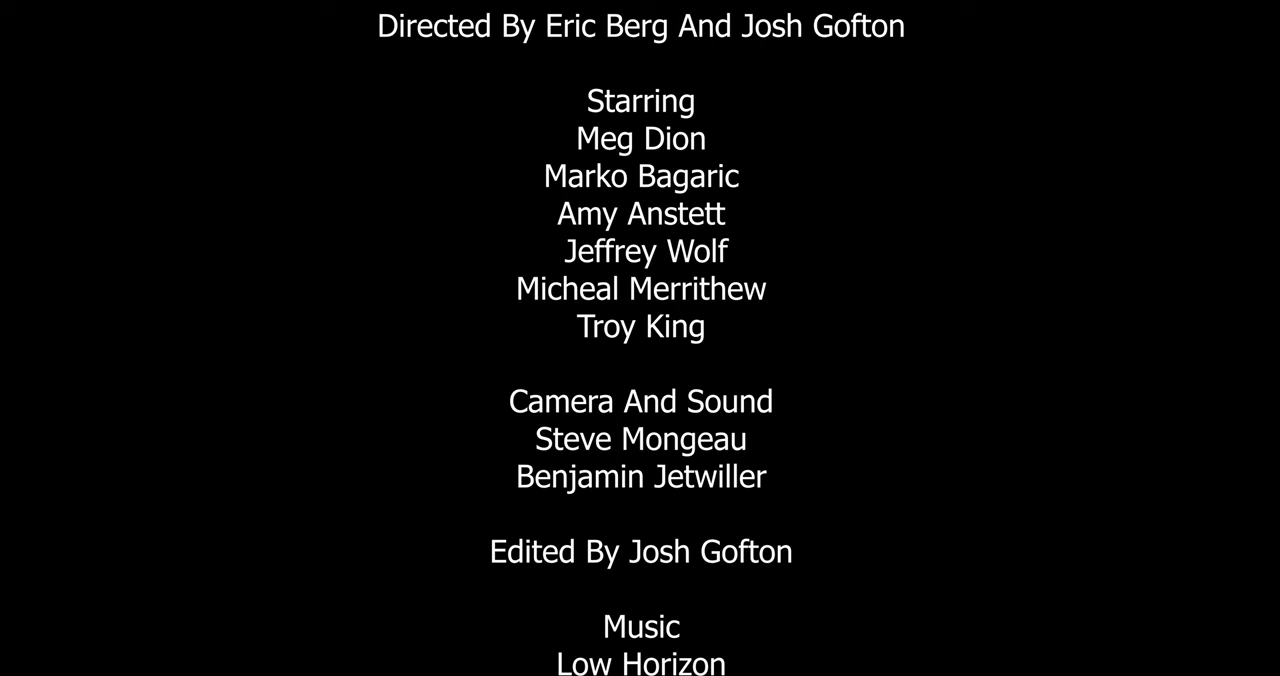 Directed By Eric Berg And Josh Gofton
Starring
Meg Dion
Marko Bagaric
Amy Anstett
Jeffrey Wolf
Micheal Merrithew
Troy King
Camera And Sound
Steve Mongeau
Benjamin Jetwiller
Edited By Josh Gofton
Music
Low Horizon